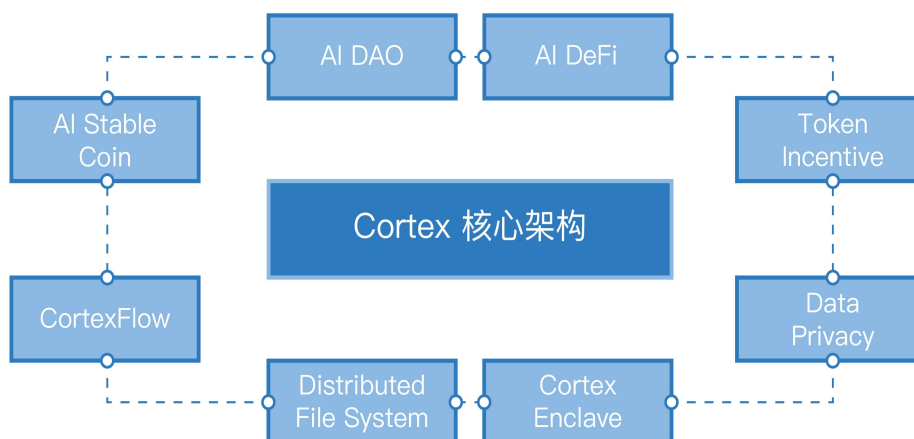 AI DAO
AI DeFi
AI Stable
Coin
Token
Incentive
Cortex 核心架构
CortexFlow
Data
Privacy
Distributed
File System
Cortex
Enclave